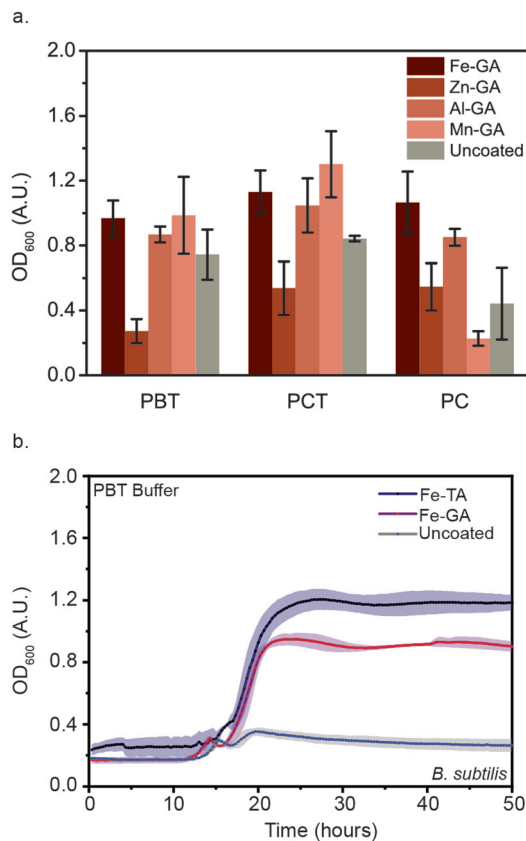 a.
2.0
1.6
1.2
0.8
0.4
0.0
OD600 (A.U.)
Fe-GA
Zn-GA
Al-GA
Mn-GA
Uncoated
PBT PCT PC
b.
2.0
1.6
1.2
0.8
0.4
0.0
OD600 (A.U.)
PBT Buffer
Fe-TA
Fe-GA
Uncoated
B. subtilis
0 10 20 30 40 50
Time (hours)